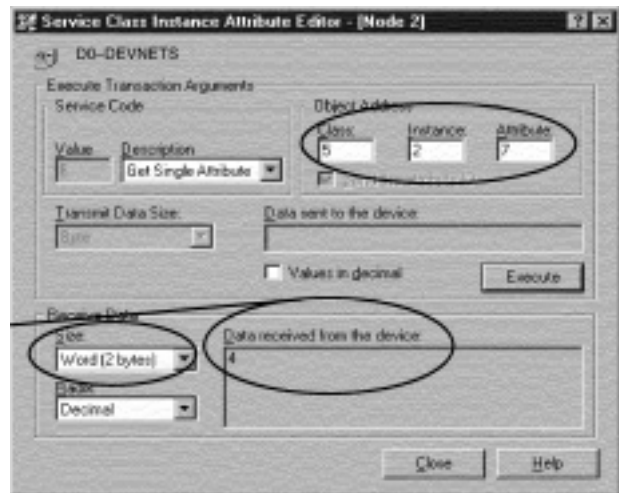 Service Class Instance Attribute Editor - [Node 2]
D0-DEVNETS
Execute Transaction Arguments
Service Code
Object Address
Value
Description
Get Single Attribute
Class:
Instance:
Attribute:
5
2
7
Transmit Data Size:
Byte
Data sent to the device:
Values in decimal
Execute
Receive Data
Size:
Word (2 bytes)
Data received from the device:
4
Radix:
Decimal
Close
Help